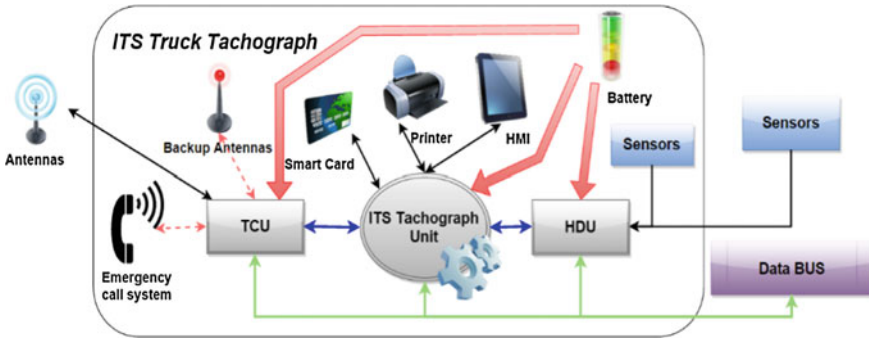 ITS Truck Tachograph
Battery
Antennas
Backup Antennas
Smart Card
Printer
HMI
Sensors
Sensors
Emergency
call system
TCU
ITS Tachograph
Unit
HDU
Data BUS